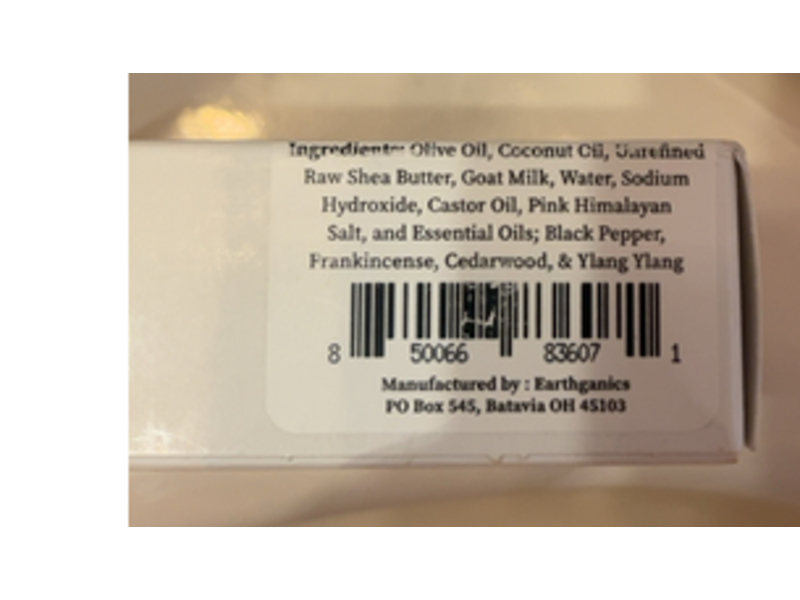 Ingredients: Olive Oil, Coconut Oil, Unrefined
Raw Shea Butter, Goat Milk, Water, Sodium
Hydroxide, Castor Oil, Pink Himalayan
Salt, and Essential Oils; Black Pepper,
Frankincense, Cedarwood, & Ylang Ylang
8 50066 83607 1
Manufactured by : Earthganics
PO Box 545, Batavia OH 45103